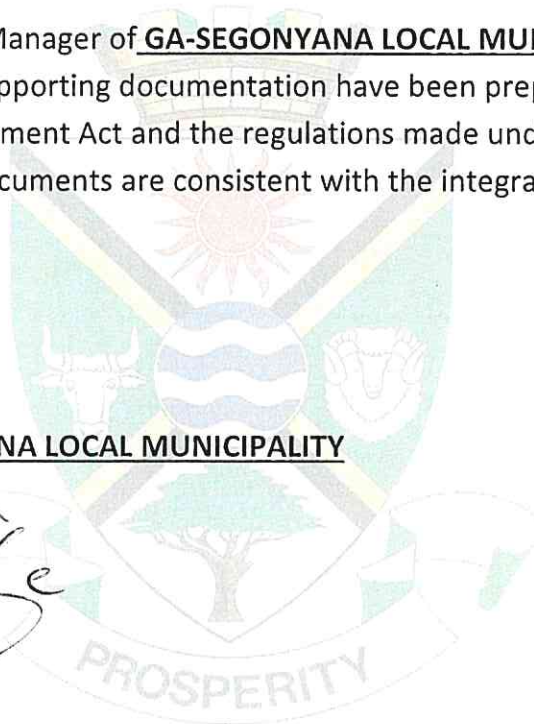 Manager of GA-SEGONYANA LOCAL MU
pporting documentation have been prep
ment Act and the regulations made und
ocuments are consistent with the integra
NA LOCAL MUNICIPALITY
PROSPERITY